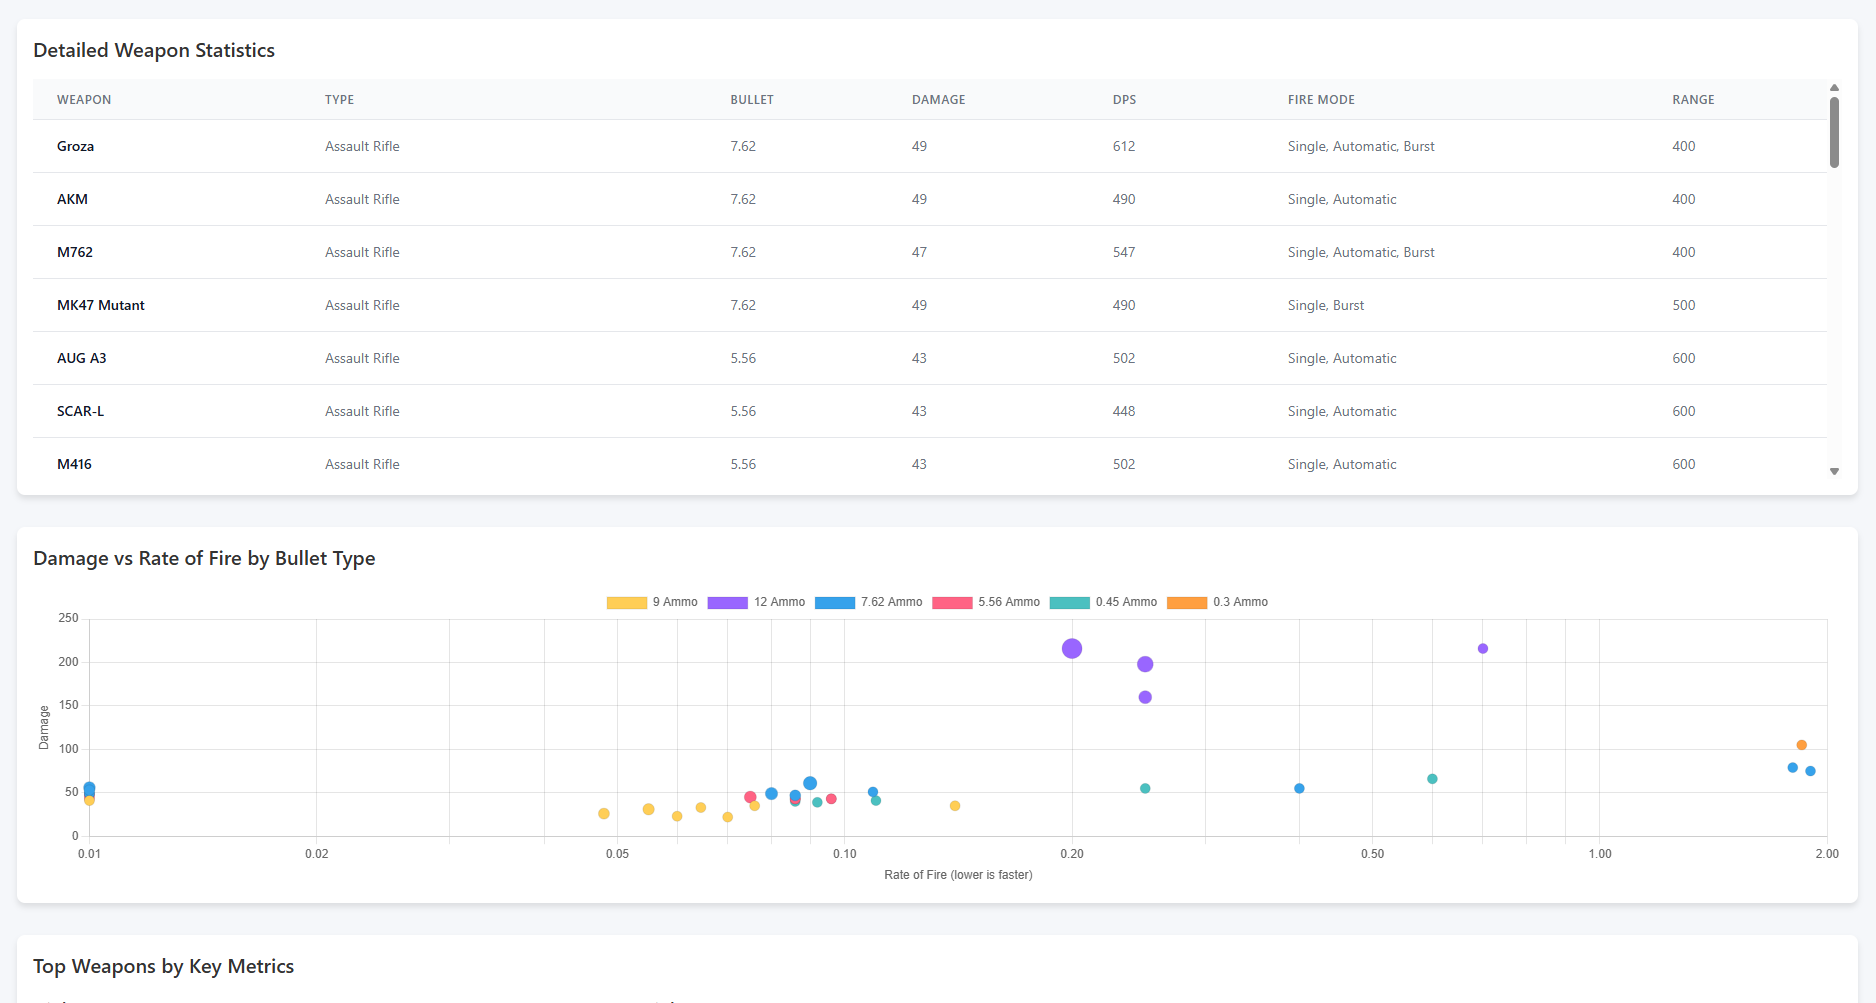 Detailed Weapon Statistics
WEAPON TYPE BULLET DAMAGE DPS FIRE MODE RANGE
Groza Assault Rifle 7.62 49 612 Single, Automatic, Burst 400
AKM Assault Rifle 7.62 49 490 Single, Automatic 400
M762 Assault Rifle 7.62 47 547 Single, Automatic, Burst 400
MK47 Mutant Assault Rifle 7.62 49 490 Single, Burst 500
AUG A3 Assault Rifle 5.56 43 502 Single, Automatic 600
SCAR-L Assault Rifle 5.56 43 448 Single, Automatic 600
M416 Assault Rifle 5.56 43 502 Single, Automatic 600
Damage vs Rate of Fire by Bullet Type
9 Ammo 12 Ammo 7.62 Ammo 5.56 Ammo 0.45 Ammo 0.3 Ammo
250
200
150
100
50
0
Damage
0.01 0.02 0.05 0.10 0.20 0.50 1.00 2.00
Rate of Fire (lower is faster)
Top Weapons by Key Metrics